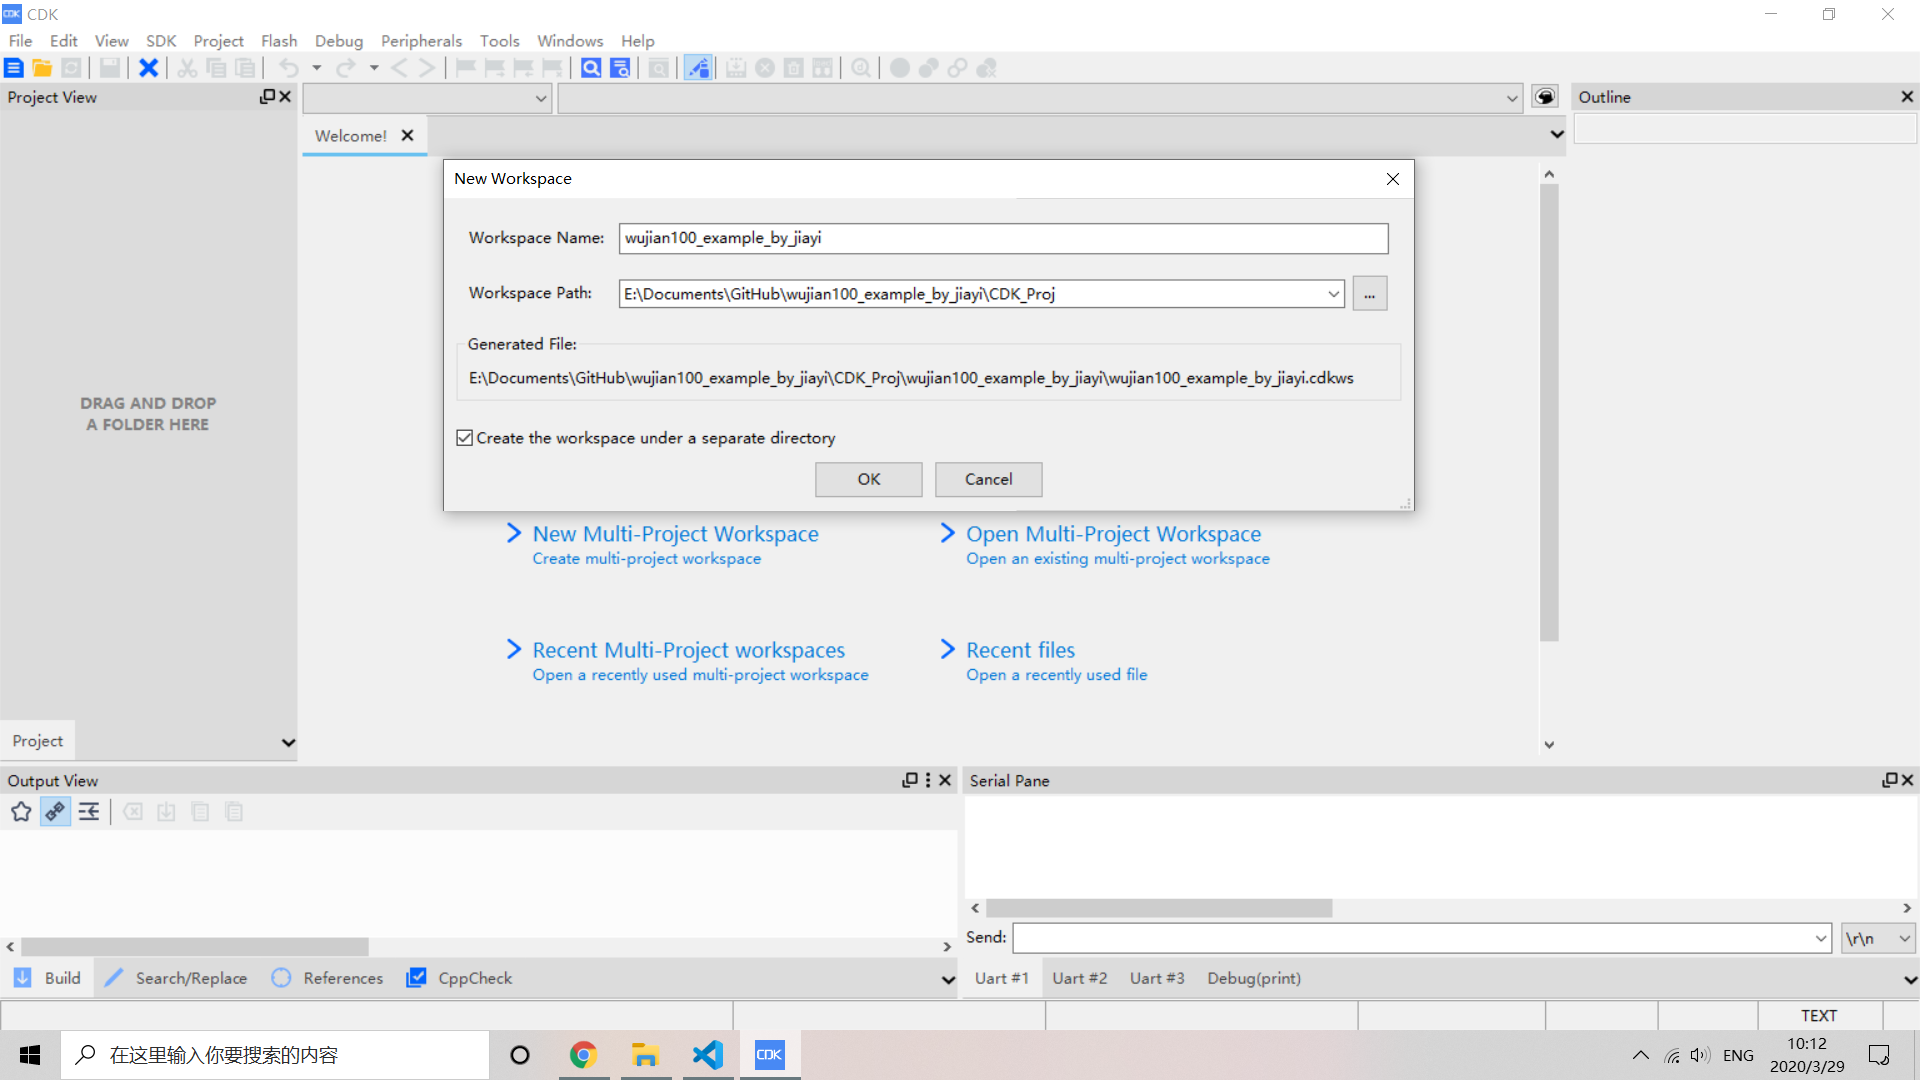 CDK
File Edit View SDK Project Flash Debug Peripherals Tools Windows Help
Project View
Outline
Welcome!
New Workspace
Workspace Name: wujian100_example_by_jiayi
Workspace Path: E:\Documents\GitHub\wujian100_example_by_jiayi\CDK_Proj ...
Generated File:
E:\Documents\GitHub\wujian100_example_by_jiayi\CDK_Proj\wujian100_example_by_jiayi\wujian100_example_by_jiayi.cdkws
Create the workspace under a separate directory
OK Cancel
DRAG AND DROP
A FOLDER HERE
New Multi-Project Workspace
Create multi-project workspace
Open Multi-Project Workspace
Open an existing multi-project workspace
Recent Multi-Project workspaces
Open a recently used multi-project workspace
Recent files
Open a recently used file
Project
Output View
Serial Pane
Send: \r\n
Build Search/Replace References CppCheck
Uart #1 Uart #2 Uart #3 Debug(print)
TEXT
在这里输入你要搜索的内容
CDK
ENG
10:12
2020/3/29